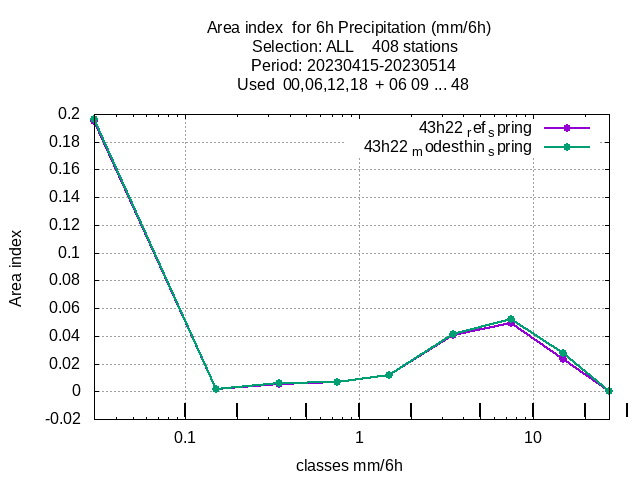 Area index  for 6h Precipitation (mm/6h)
Selection: ALL    408 stations
Period: 20230415-20230514
Used  00,06,12,18  + 06 09 ... 48
43h22 ref spring
43h22 modesthin spring
0.2
0.18
0.16
0.14
0.12
0.1
0.08
0.06
0.04
0.02
0
-0.02
Area index
0.1 1 10
classes mm/6h